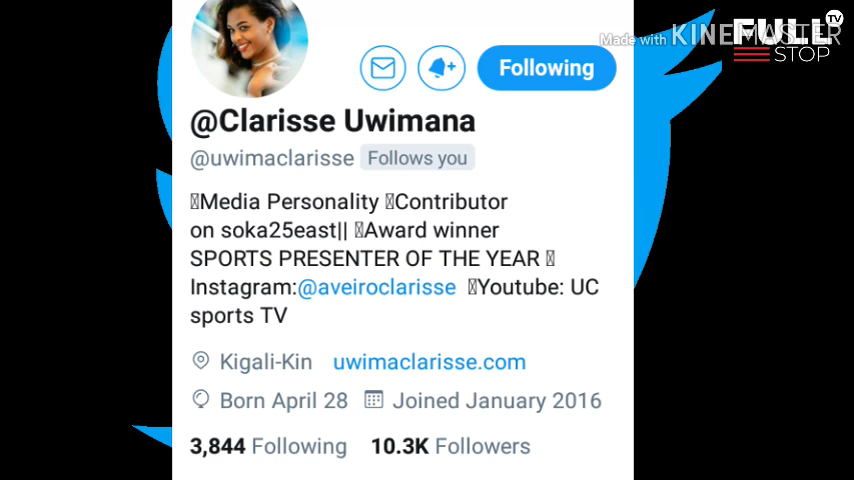 Made with KINEMASTER
FULL TV
STOP
Following
@Clarisse Uwimana
@uwimaclarisse Follows you
Media Personality Contributor
on soka25east|| Award winner
SPORTS PRESENTER OF THE YEAR
Instagram:@aveiroclarisse Youtube: UC
sports TV
Kigali-Kin uwimaclarisse.com
Born April 28 Joined January 2016
3,844 Following 10.3K Followers